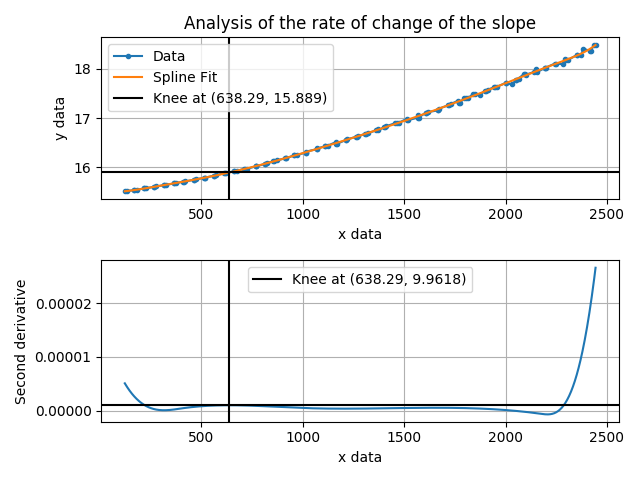 Analysis of the rate of change of the slope
Data
Spline Fit
Knee at (638.29, 15.889)
y data
18
17
16
500 1000 1500 2000 2500
x data
Knee at (638.29, 9.9618)
Second derivative
0.00002
0.00001
0.00000
500 1000 1500 2000 2500
x data